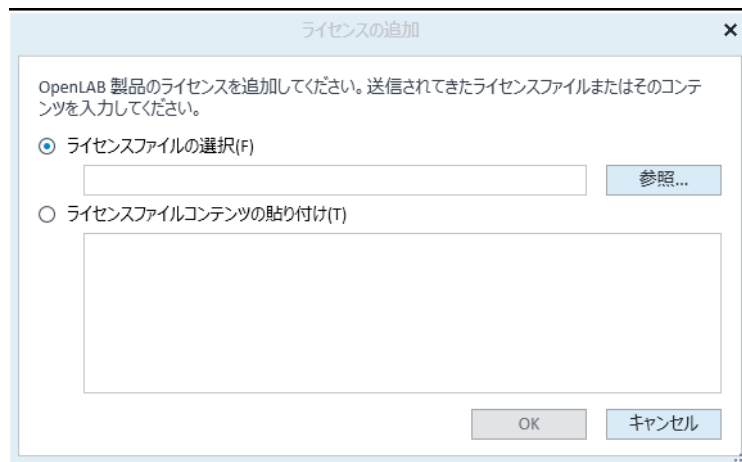 ライセンスの追加
OpenLAB 製品のライセンスを追加してください。送信されてきたライセンスファイルまたはそのコンテ
ンツを入力してください。
ライセンスファイルの選択(F)
参照...
ライセンスファイルコンテンツの貼り付け(T)
OK
キャンセル